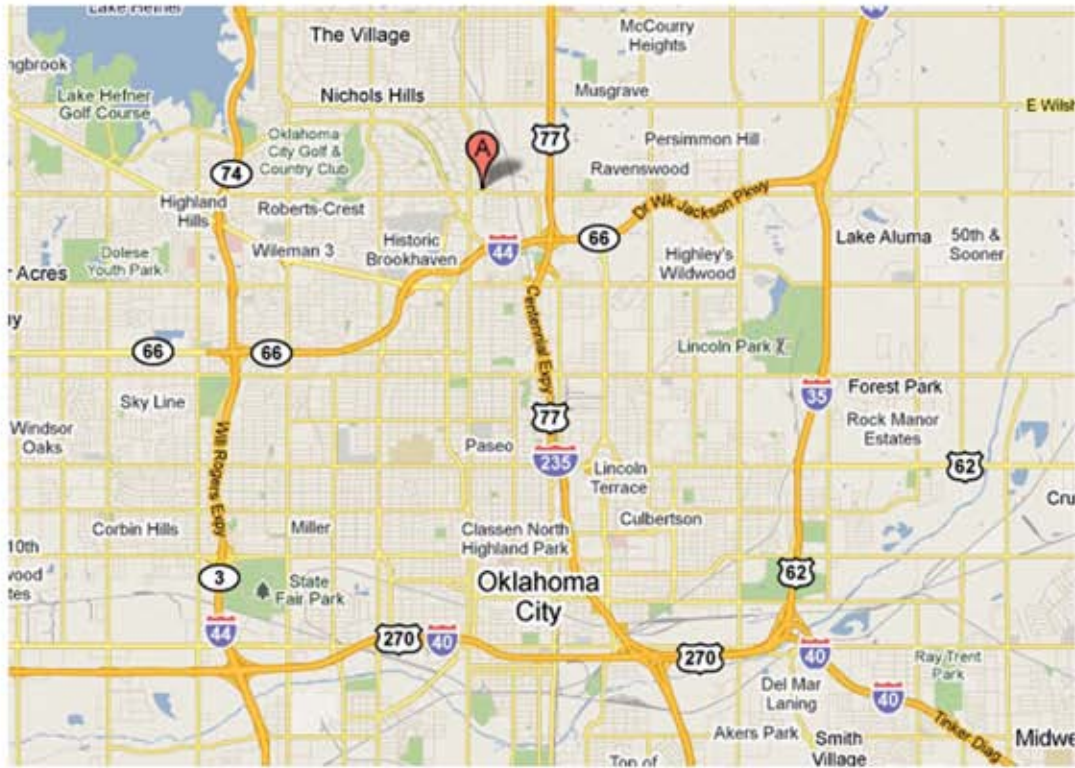 Lake Hefner
The Village
McCourry
Heights
44
ngbrook
Lake Hefner
Golf Course
Nichols Hills
Musgrave
E Wilsh
Oklahoma
City Golf &
Country Club
A
77
Persimmon Hill
Ravenswood
74
Highland
Hills
Roberts-Crest
Dr Wk Jackson Pkwy
Dolese
Youth Park
Wileman 3
Historic
Brookhaven
44
66
Highley's
Wildwood
Lake Aluma
50th &
Sooner
r Acres
Centennial Expy
66
66
Lincoln Park
Sky Line
77
35
Forest Park
Rock Manor
Estates
Windsor
Oaks
Will Rogers Expy
Paseo
235
Lincoln
Terrace
62
Cru
Corbin Hills
Miller
Classen North
Highland Park
Culbertson
10th
wood
tes
3
State
Fair Park
Oklahoma
City
62
44
270
40
270
40
Ray Trent
Park
Del Mar
Laning
40
Tinker Diag
Akers Park
Smith
Village
Midwe
Top of